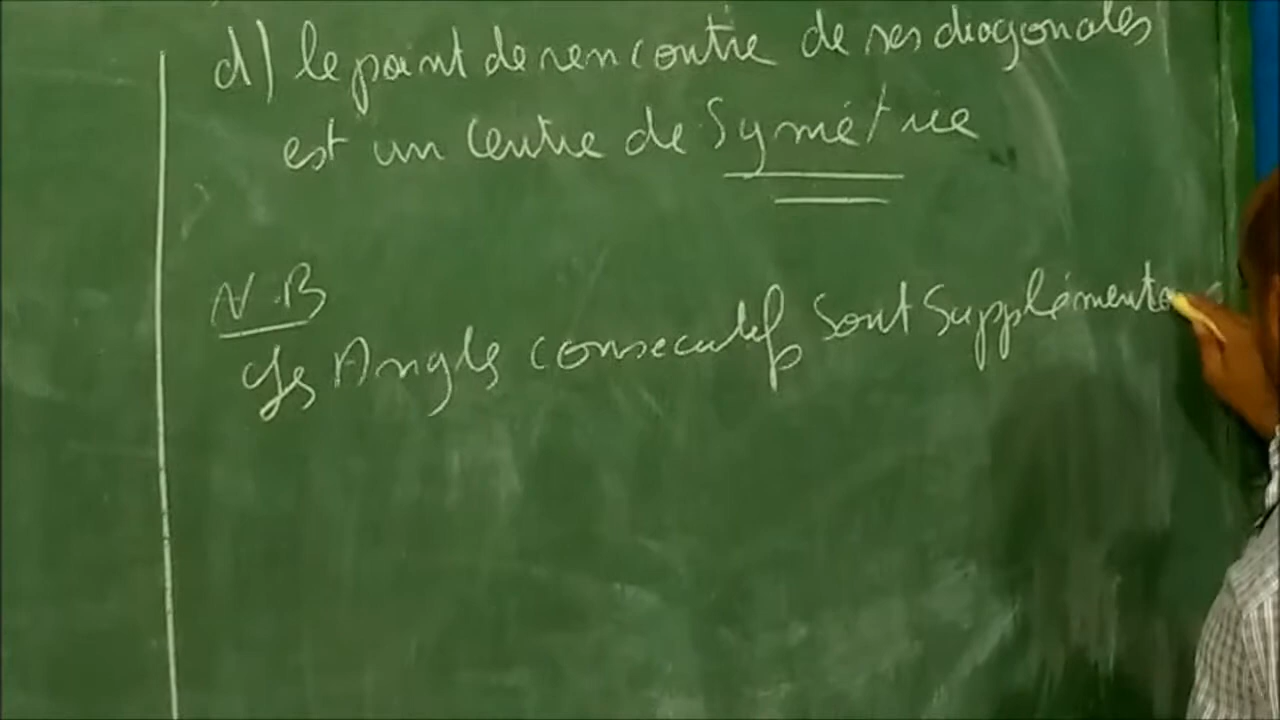 d) le point de rencontre de ses diagonales
est un centre de Symétrie
N.B
les Angles consecutifs sont Supplémenta